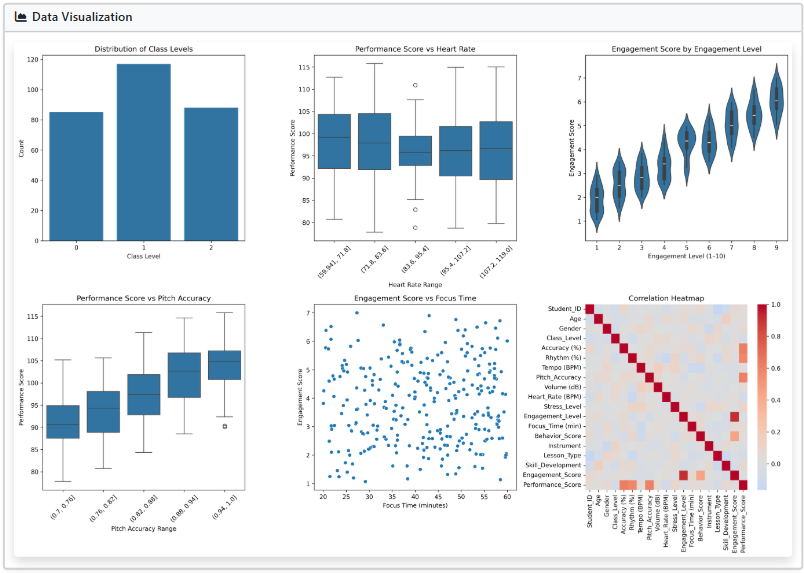 Data Visualization
Distribution of Class Levels
120
100
80
60
40
20
0
Count
0 1 2
Class Level
Performance Score vs Heart Rate
115
110
105
100
95
90
85
80
Performance Score
(59.941, 71.8]
(71.8, 83.6]
(83.6, 95.4]
(95.4, 107.2]
(107.2, 119.0]
Heart Rate Range
Engagement Score by Engagement Level
7
6
5
4
3
2
1
Engagement Score
1 2 3 4 5 6 7 8 9
Engagement Level (1–10)
Performance Score vs Pitch Accuracy
115
110
105
100
95
90
85
80
Performance Score
(0.7, 0.76]
(0.76, 0.82]
(0.82, 0.88]
(0.88, 0.94]
(0.94, 1.0]
Pitch Accuracy Range
Engagement Score vs Focus Time
7
6
5
4
3
2
1
Engagement Score
20 25 30 35 40 45 50 55 60
Focus Time (minutes)
Correlation Heatmap
Student_ID
Age
Gender
Class_Level
Accuracy (%)
Rhythm (%)
Tempo (BPM)
Pitch_Accuracy
Volume (dB)
Heart_Rate (BPM)
Stress_Level
Engagement_Level
Focus_Time (min)
Behavior_Score
Instrument
Lesson_Type
Skill_Development
Engagement_Score
Performance_Score
Student_ID
Age
Gender
Class_Level
Accuracy (%)
Rhythm (%)
Tempo (BPM)
Pitch_Accuracy
Volume (dB)
Heart_Rate (BPM)
Stress_Level
Engagement_Level
Focus_Time (min)
Behavior_Score
Instrument
Lesson_Type
Skill_Development
Engagement_Score
Performance_Score
1.0
0.8
0.6
0.4
0.2
0.0